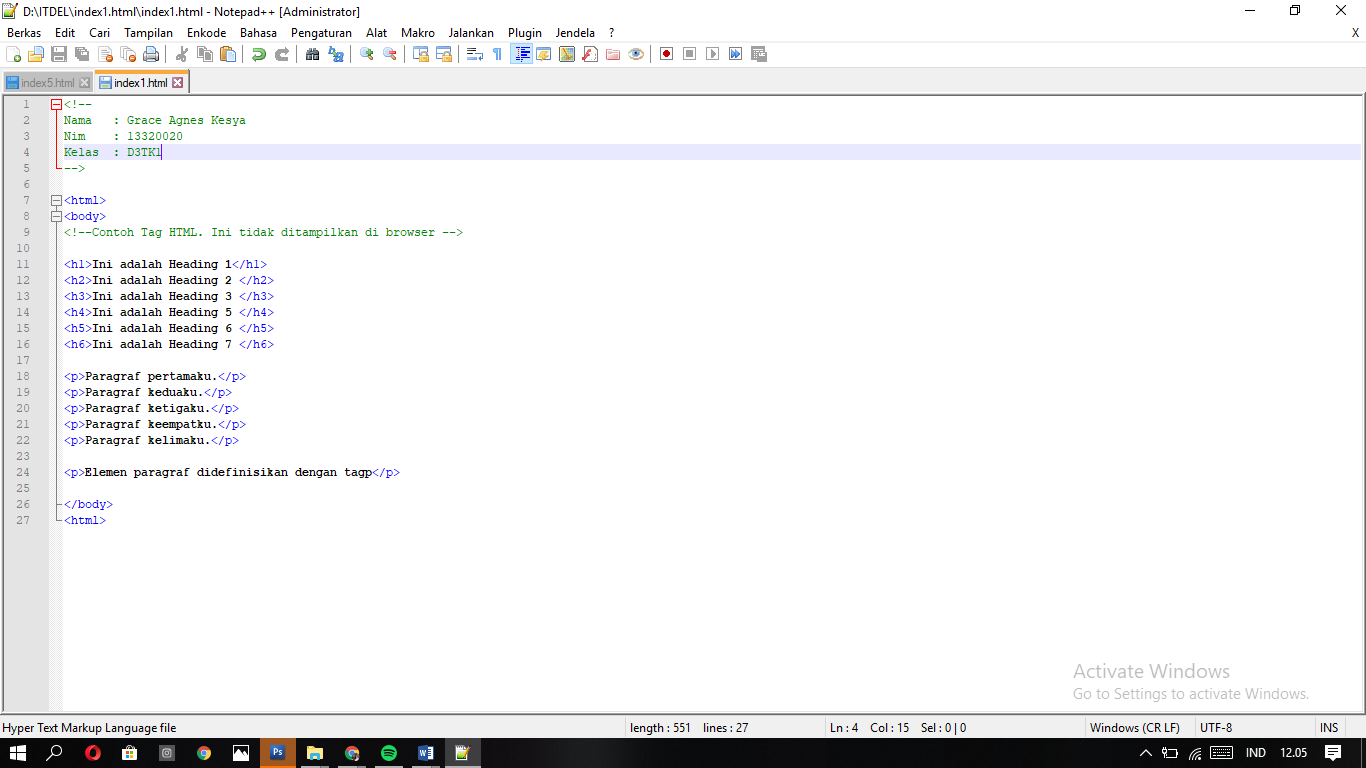 D:\ITDEL\index1.html\index1.html - Notepad++ [Administrator]
Berkas Edit Cari Tampilan Enkode Bahasa Pengaturan Alat Makro Jalankan Plugin Jendela ? X
index5.html index1.html
1 <!--
2 Nama : Grace Agnes Kesya
3 Nim : 13320020
4 Kelas : D3TK1
5 -->
6
7 <html>
8 <body>
9 <!--Contoh Tag HTML. Ini tidak ditampilkan di browser -->
10
11 <h1>Ini adalah Heading 1</h1>
12 <h2>Ini adalah Heading 2 </h2>
13 <h3>Ini adalah Heading 3 </h3>
14 <h4>Ini adalah Heading 5 </h4>
15 <h5>Ini adalah Heading 6 </h5>
16 <h6>Ini adalah Heading 7 </h6>
17
18 <p>Paragraf pertamaku.</p>
19 <p>Paragraf keduaku.</p>
20 <p>Paragraf ketigaku.</p>
21 <p>Paragraf keempatku.</p>
22 <p>Paragraf kelimaku.</p>
23
24 <p>Elemen paragraf didefinisikan dengan tagp</p>
25
26 </body>
27 <html>
Activate Windows
Go to Settings to activate Windows.
Hyper Text Markup Language file length : 551 lines : 27 Ln : 4 Col : 15 Sel : 0 | 0 Windows (CR LF) UTF-8 INS
Ps W IND 12.05